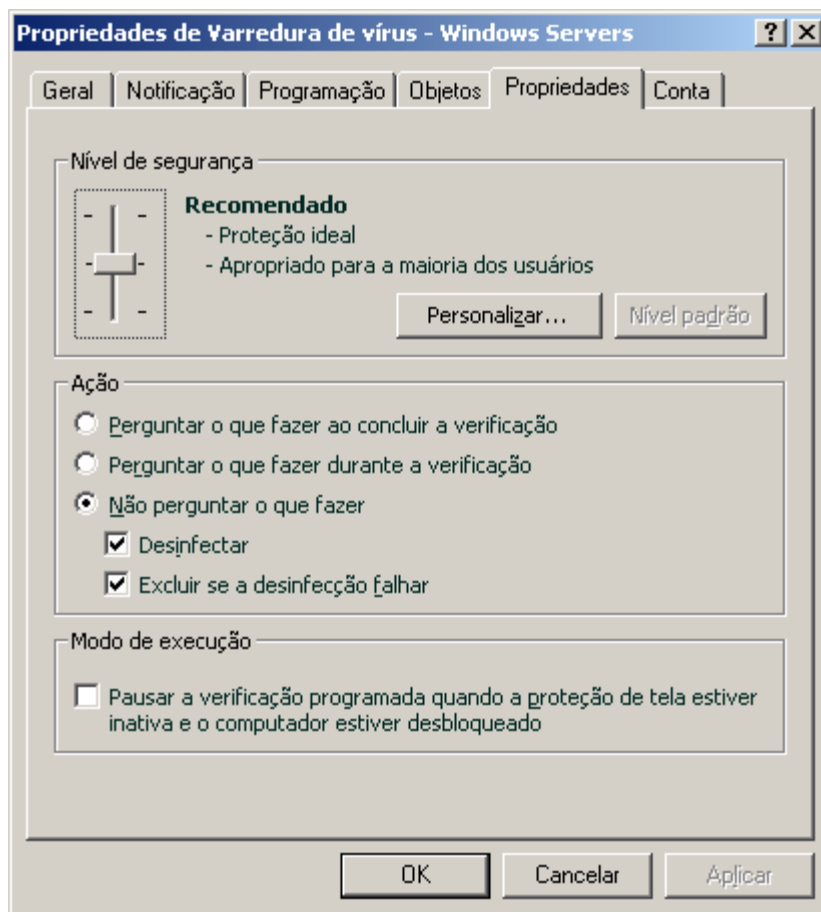 Propriedades de Varredura de vírus - Windows Servers
Geral Notificação Programação Objetos Propriedades Conta
Nível de segurança
Recomendado
- Proteção ideal
- Apropriado para a maioria dos usuários
Personalizar... Nível padrão
Ação
Perguntar o que fazer ao concluir a verificação
Perguntar o que fazer durante a verificação
Não perguntar o que fazer
Desinfectar
Excluir se a desinfecção falhar
Modo de execução
Pausar a verificação programada quando a proteção de tela estiver
inativa e o computador estiver desbloqueado
OK Cancelar Aplicar